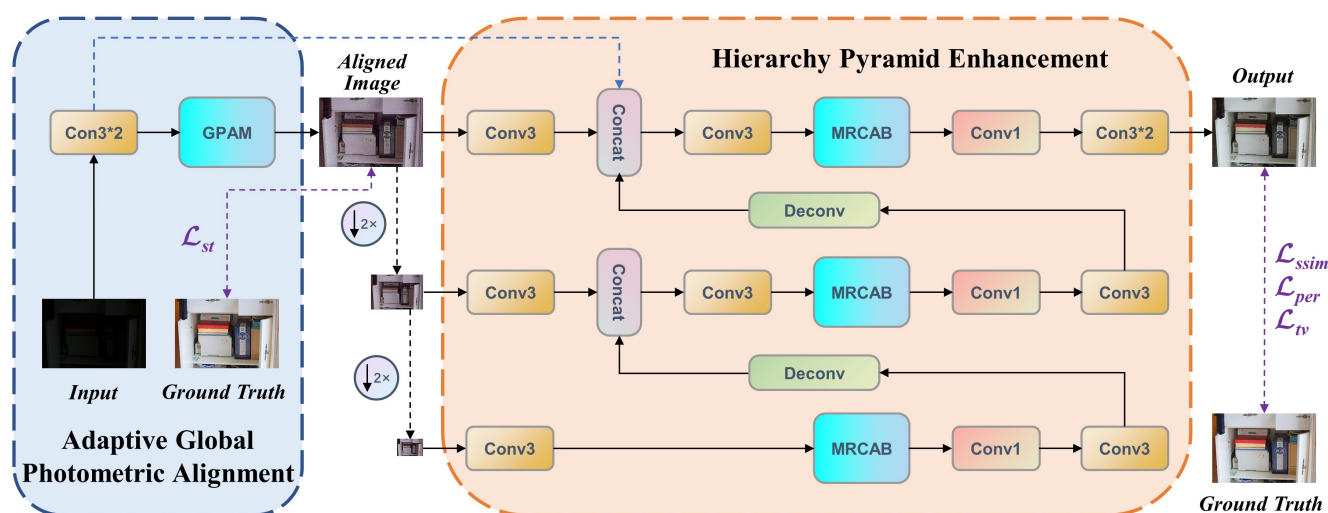 Hierarchy Pyramid Enhancement
Aligned
Image
Output
Con3*2
GPAM
Conv3
Concat
Conv3
MRCAB
Conv1
Con3*2
Deconv
2×
ℒst
Conv3
Concat
Conv3
MRCAB
Conv1
Conv3
ℒssim
ℒper
ℒtv
Deconv
2×
Input
Ground Truth
Adaptive Global
Photometric Alignment
Conv3
MRCAB
Conv1
Conv3
Ground Truth